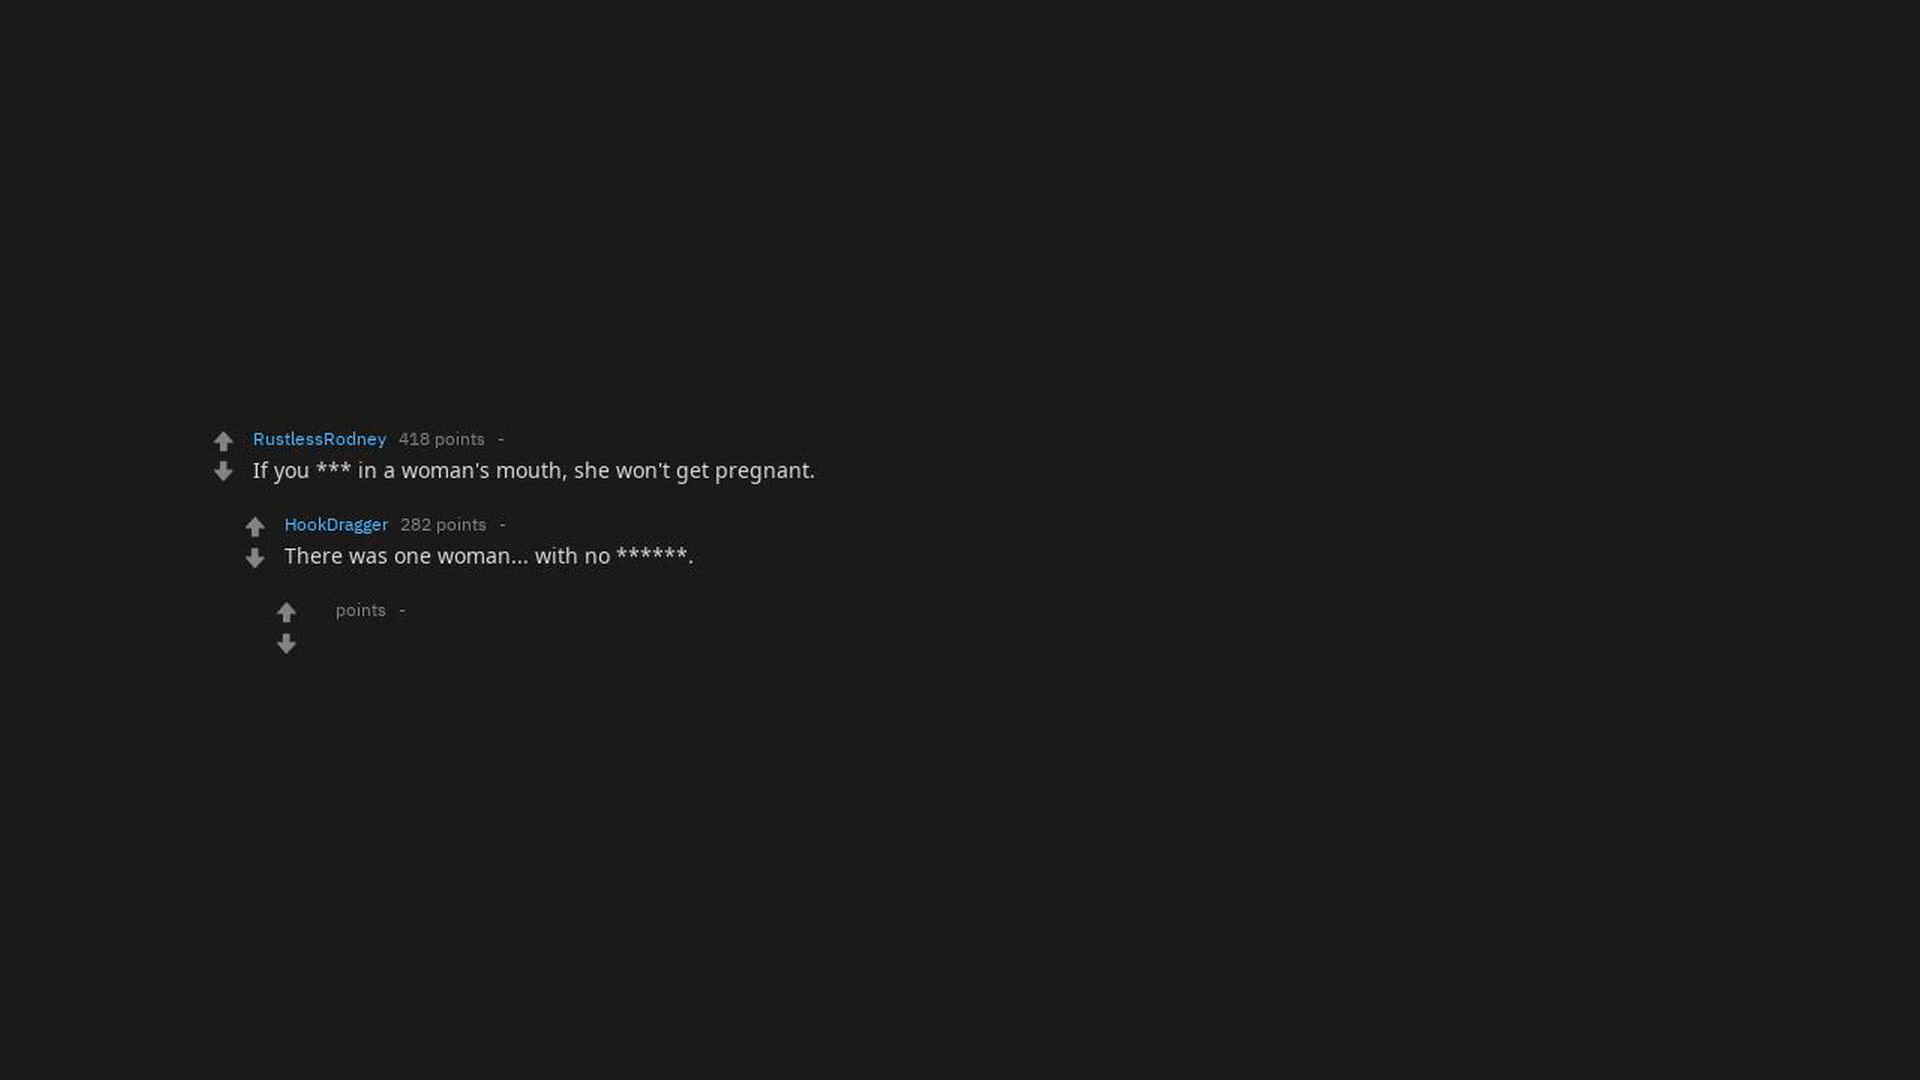 RustlessRodney 418 points -
If you *** in a woman's mouth, she won't get pregnant.
HookDragger 282 points -
There was one woman... with no ******.
points -